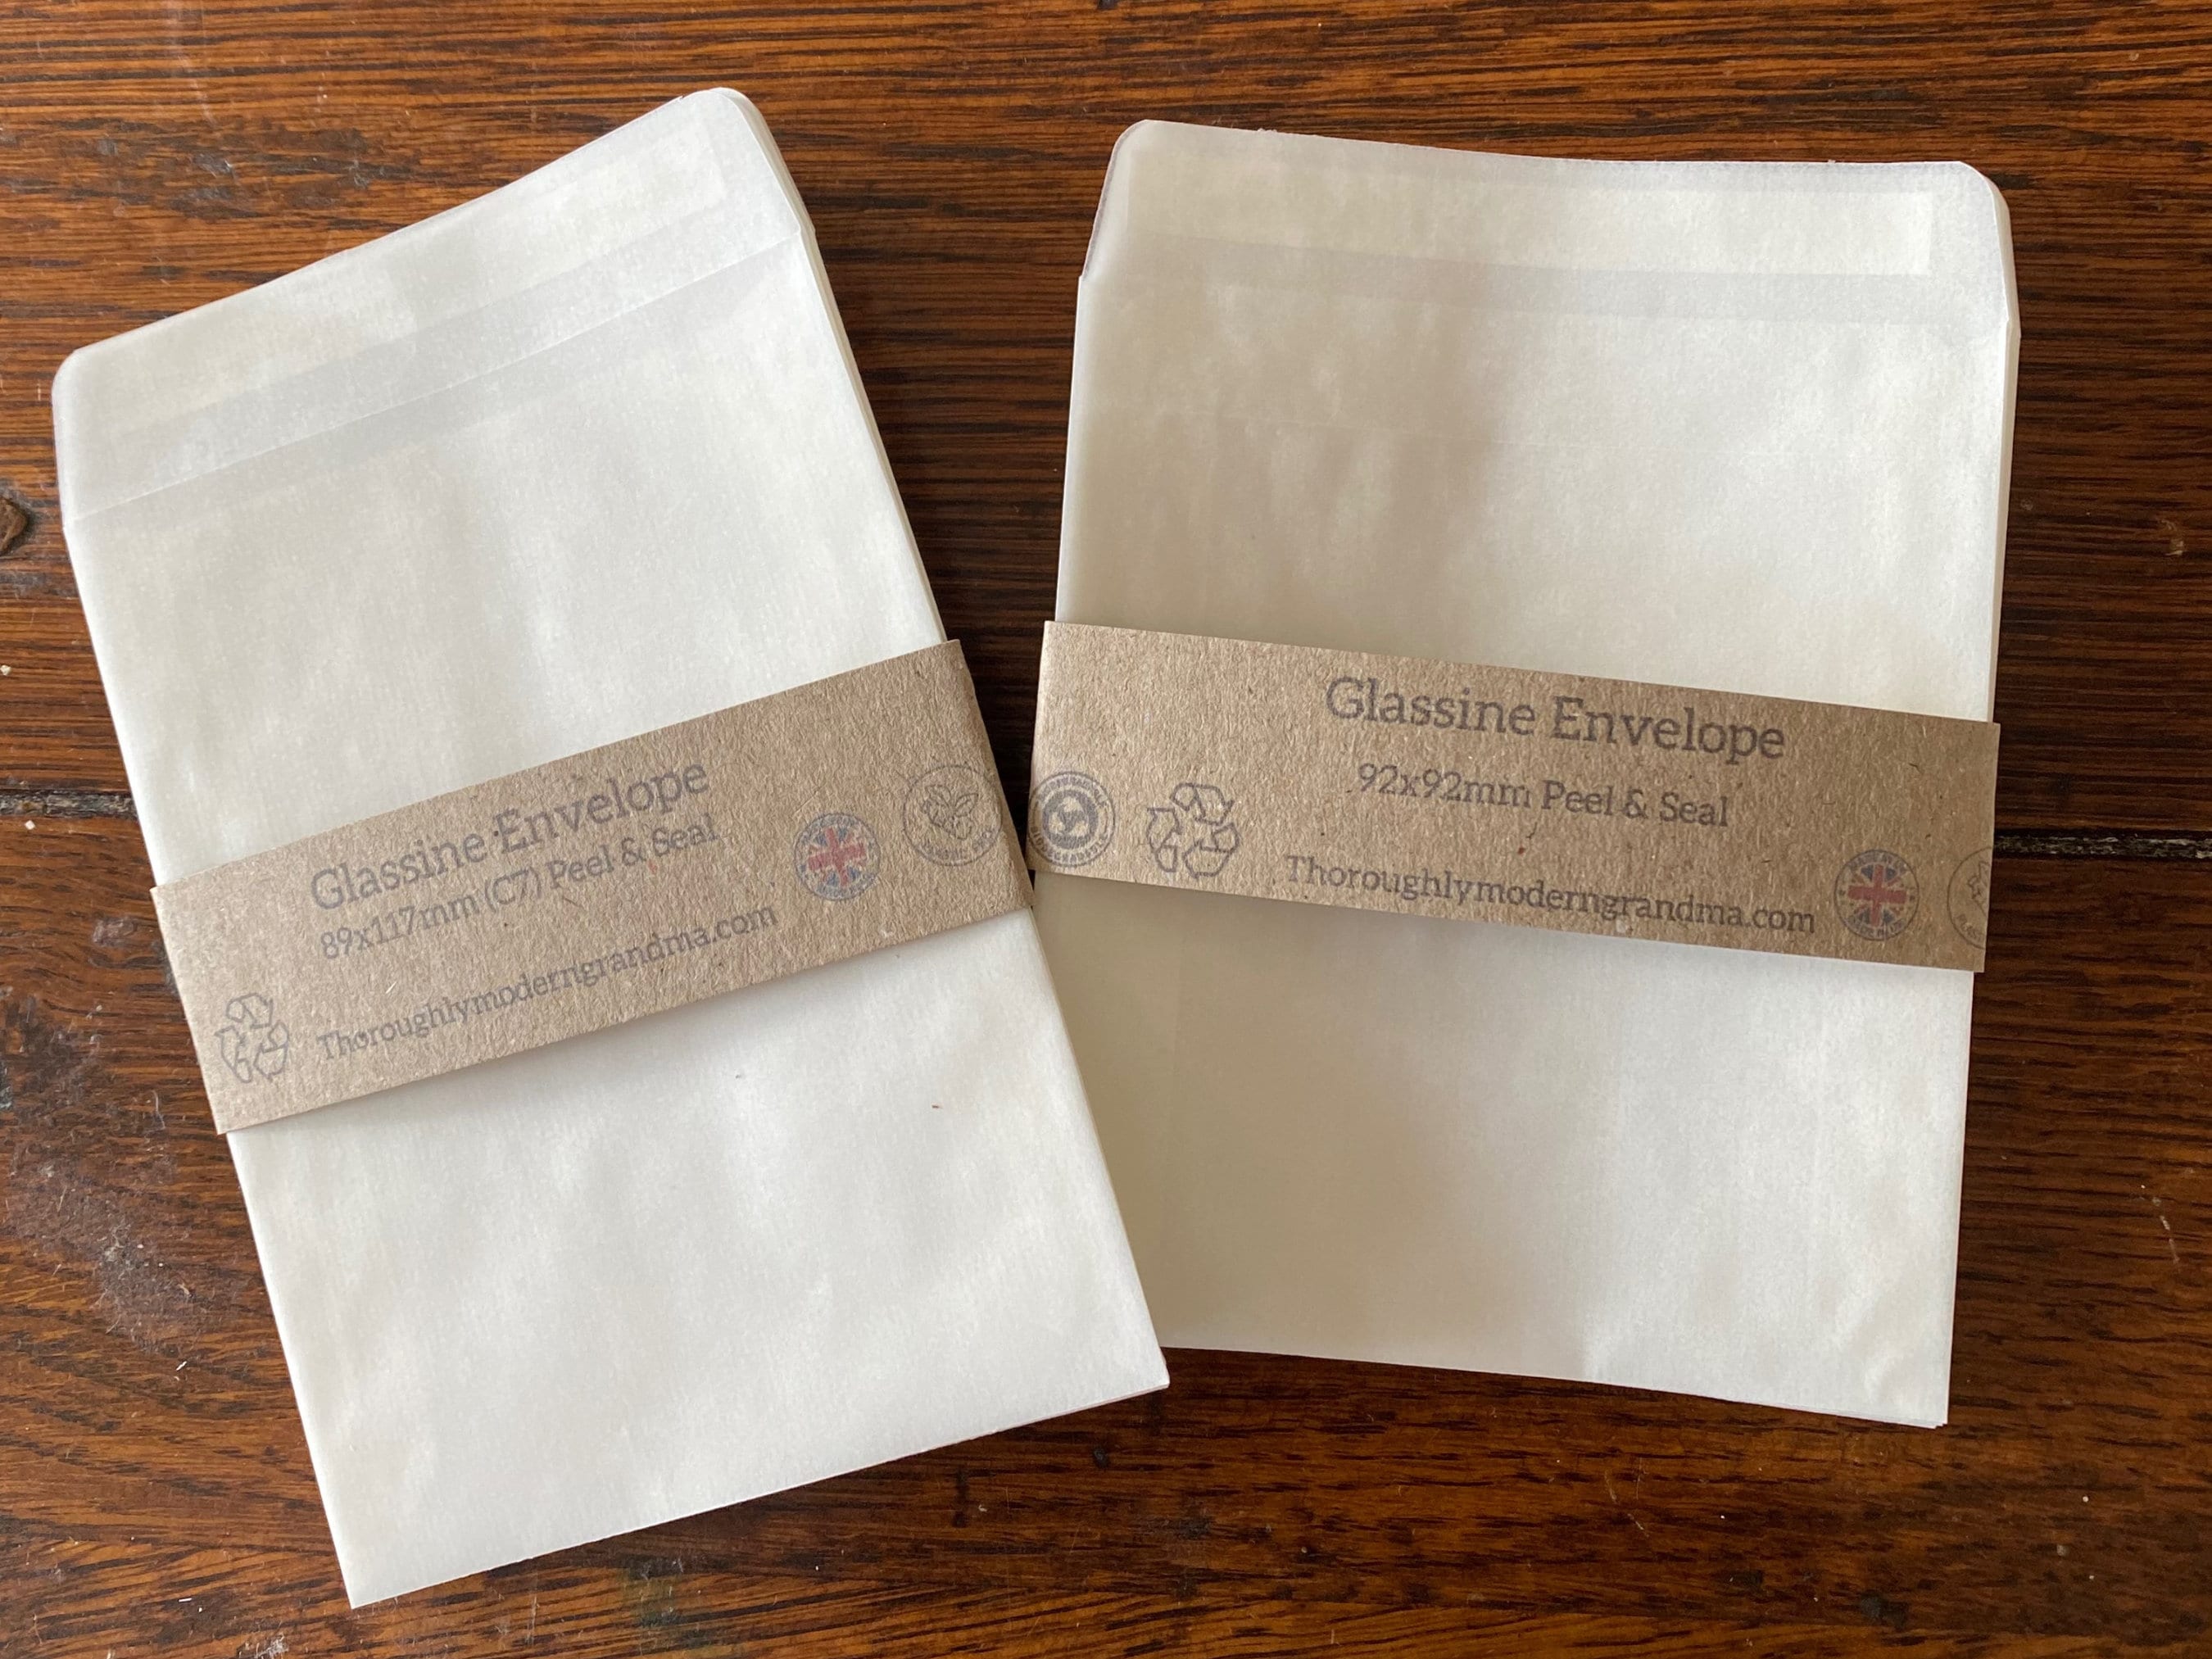 Glassine Envelope
89x117mm (C7) Peel & Seal
Thoroughlymoderngrandma.com
Glassine Envelope
92x92mm Peel & Seal
Thoroughlymoderngrandma.com